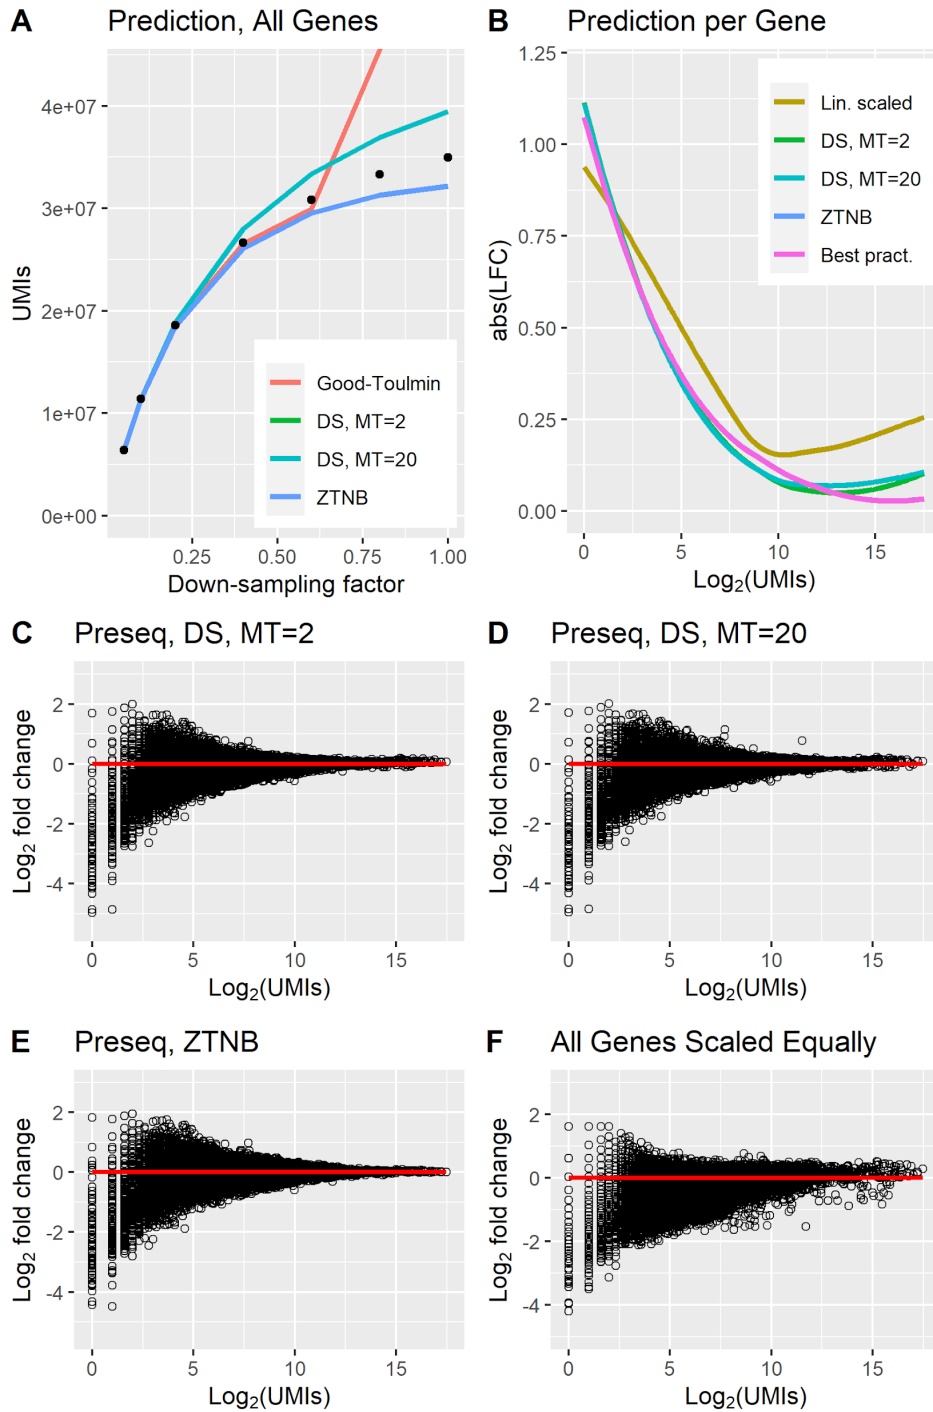 A Prediction, All Genes
UMIs
4e+07
3e+07
2e+07
1e+07
0e+00
Good-Toulmin
DS, MT=2
DS, MT=20
ZTNB
0.25 0.50 0.75 1.00
Down-sampling factor
B Prediction per Gene
abs(LFC)
1.25
1.00
0.75
0.50
0.25
0.00
Lin. scaled
DS, MT=2
DS, MT=20
ZTNB
Best pract.
0 5 10 15
Log2(UMIs)
C Preseq, DS, MT=2
Log2 fold change
2
0
-2
-4
0 5 10 15
Log2(UMIs)
D Preseq, DS, MT=20
Log2 fold change
2
0
-2
-4
0 5 10 15
Log2(UMIs)
E Preseq, ZTNB
Log2 fold change
2
0
-2
-4
0 5 10 15
Log2(UMIs)
F All Genes Scaled Equally
Log2 fold change
2
0
-2
-4
0 5 10 15
Log2(UMIs)